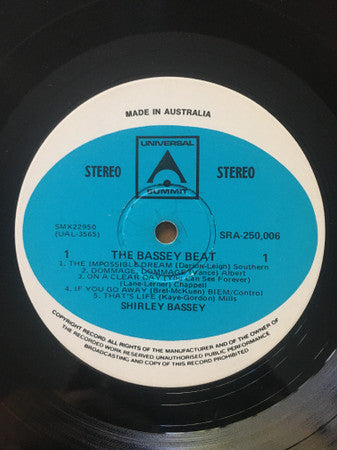 MADE IN AUSTRALIA
UNIVERSAL
SUMMIT
STEREO STEREO
SMX22950
(UAL-3565)
SRA-250,006
1 THE BASSEY BEAT 1
1. THE IMPOSSIBLE DREAM (Darion-Leigh) Southern
2. DOMMAGE, DOMMAGE (Vance) Albert
3. ON A CLEAR DAY (You Can See Forever)
(Lane-Lerner) Chappell
4. IF YOU GO AWAY (Brel-McKuen) BIEM/Control
5. THAT'S LIFE (Kaye-Gordon) Mills
SHIRLEY BASSEY
COPYRIGHT RECORD ALL RIGHTS OF THE MANUFACTURER AND OF THE OWNER OF
THE RECORDED WORK RESERVED UNAUTHORISED PUBLIC PERFORMANCE
BROADCASTING AND COPY OF THIS RECORD PROHIBITED